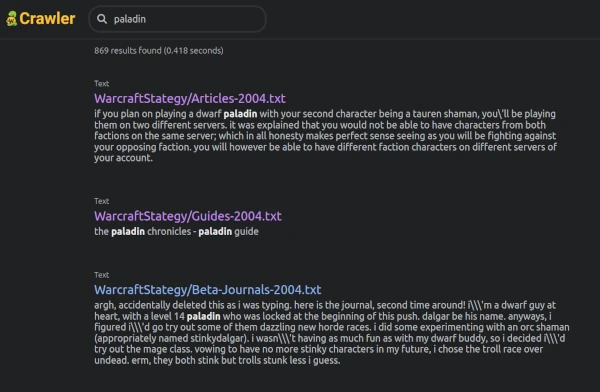 Crawler
paladin
869 results found (0.418 seconds)
Text
WarcraftStategy/Articles-2004.txt
if you plan on playing a dwarf paladin with your second character being a tauren shaman, you\'ll be playing
them on two different servers. it was explained that you would not be able to have characters from both
factions on the same server; which in all honesty makes perfect sense seeing as you will be fighting against
your opposing faction. you will however be able to have different faction characters on different servers of
your account.
Text
WarcraftStategy/Guides-2004.txt
the paladin chronicles - paladin guide
Text
WarcraftStategy/Beta-Journals-2004.txt
argh, accidentally deleted this as i was typing. here is the journal, second time around! i\\\'m a dwarf guy at
heart, with a level 14 paladin who was locked at the beginning of this push. dalgar be his name. anyways, i
figured i\\\'d go try out some of them dazzling new horde races. i did some experimenting with an orc shaman
(appropriately named stinkydalgar). i wasn\\\'t having as much fun as with my dwarf buddy, so i decided i\\\'d
try out the mage class. vowing to have no more stinky characters in my future, i chose the troll race over
undead. erm, they both stink but trolls stunk less i guess.